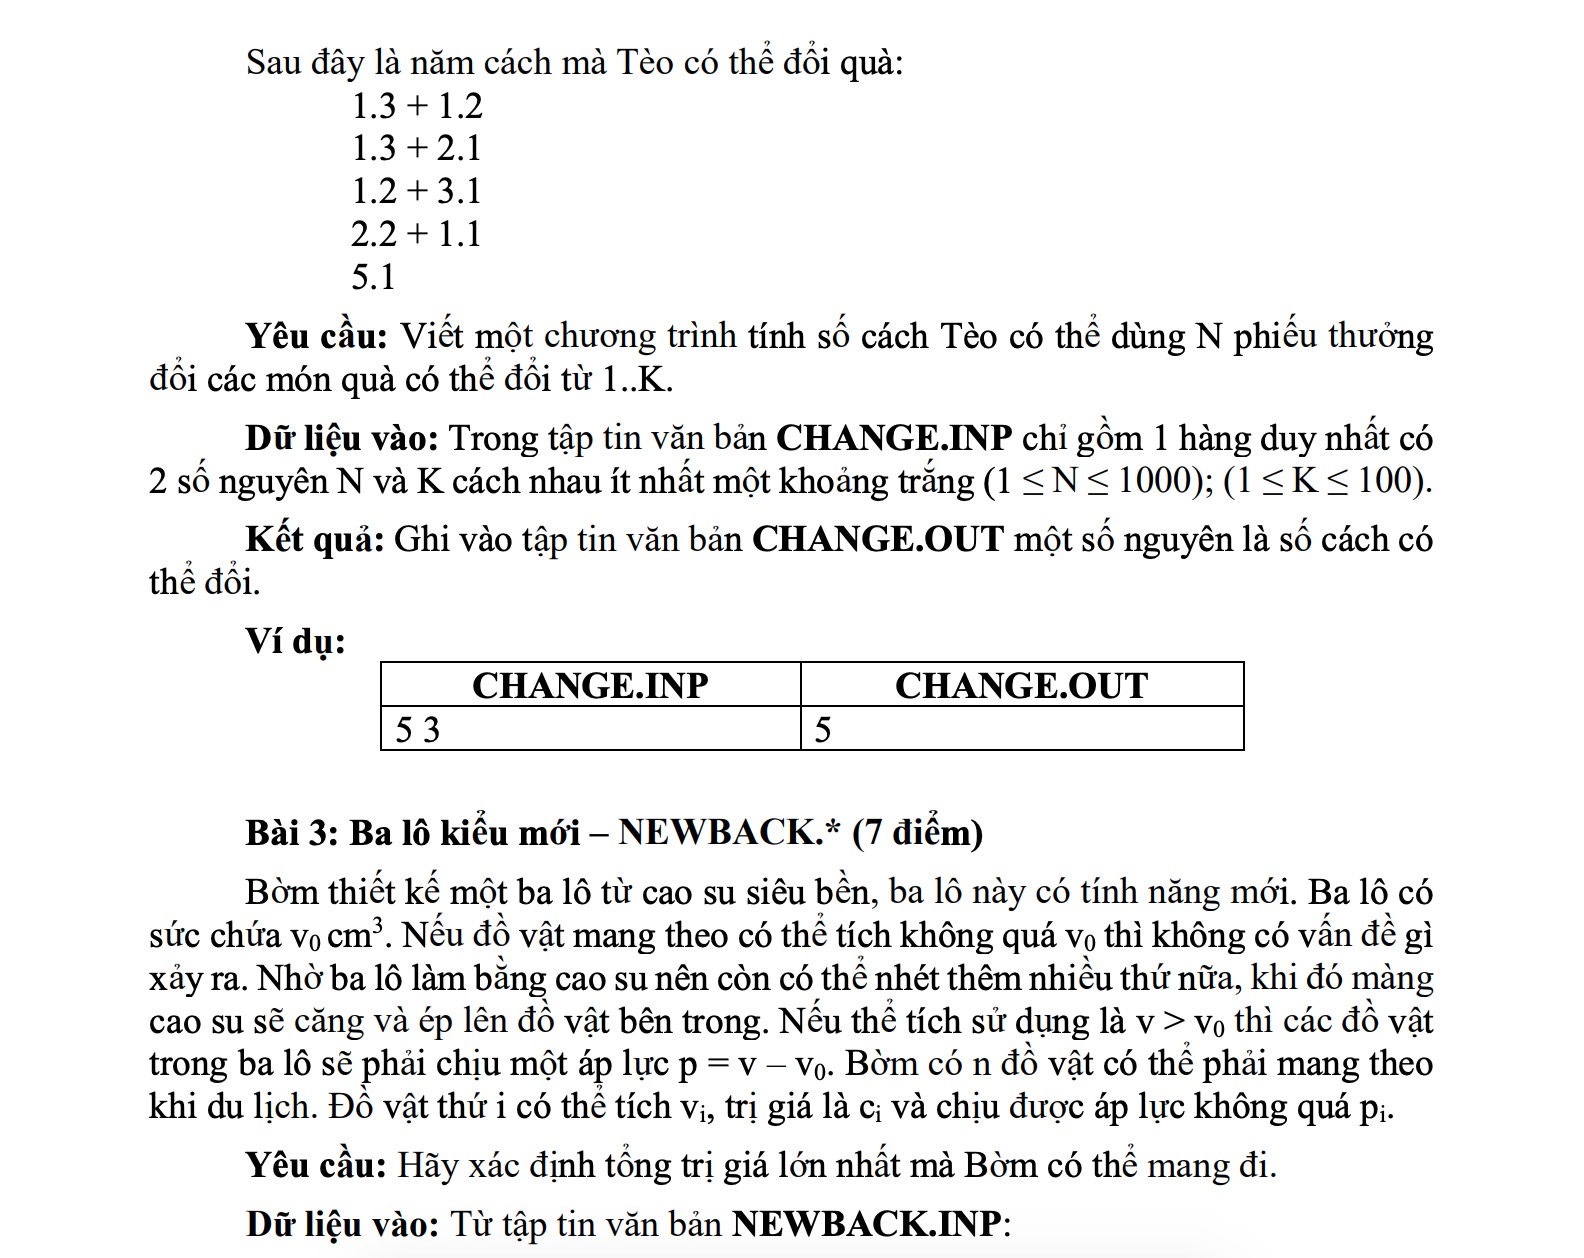 Sau đây là năm cách mà Tèo có thể đổi quà:
1.3 + 1.2
1.3 + 2.1
1.2 + 3.1
2.2 + 1.1
5.1
Yêu cầu: Viết một chương trình tính số cách Tèo có thể dùng N phiếu thưởng
đổi các món quà có thể đổi từ 1..K.
Dữ liệu vào: Trong tập tin văn bản CHANGE.INP chỉ gồm 1 hàng duy nhất có
2 số nguyên N và K cách nhau ít nhất một khoảng trắng (1 ≤ N ≤ 1000); (1 ≤ K ≤ 100).
Kết quả: Ghi vào tập tin văn bản CHANGE.OUT một số nguyên là số cách có
thể đổi.
Ví dụ:
CHANGE.INP CHANGE.OUT
5 3 5
Bài 3: Ba lô kiểu mới – NEWBACK.* (7 điểm)
Bờm thiết kế một ba lô từ cao su siêu bền, ba lô này có tính năng mới. Ba lô có
sức chứa v₀ cm³. Nếu đồ vật mang theo có thể tích không quá v₀ thì không có vấn đề gì
xảy ra. Nhờ ba lô làm bằng cao su nên còn có thể nhét thêm nhiều thứ nữa, khi đó màng
cao su sẽ căng và ép lên đồ vật bên trong. Nếu thể tích sử dụng là v > v₀ thì các đồ vật
trong ba lô sẽ phải chịu một áp lực p = v – v₀. Bờm có n đồ vật có thể phải mang theo
khi du lịch. Đồ vật thứ i có thể tích vᵢ, trị giá là cᵢ và chịu được áp lực không quá pᵢ.
Yêu cầu: Hãy xác định tổng trị giá lớn nhất mà Bờm có thể mang đi.
Dữ liệu vào: Từ tập tin văn bản NEWBACK.INP: